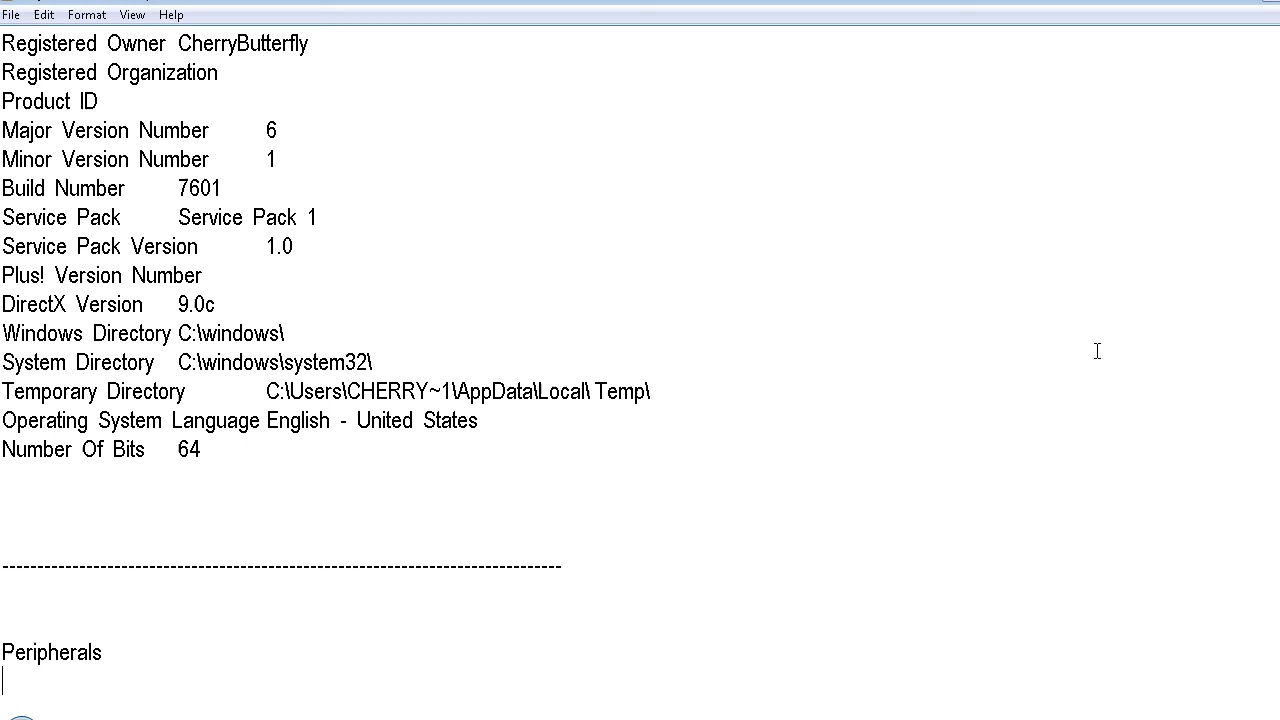 File Edit Format View Help
Registered Owner CherryButterfly
Registered Organization
Product ID
Major Version Number 6
Minor Version Number 1
Build Number 7601
Service Pack Service Pack 1
Service Pack Version 1.0
Plus! Version Number
DirectX Version 9.0c
Windows Directory C:\windows\
System Directory C:\windows\system32\
Temporary Directory C:\Users\CHERRY~1\AppData\Local\ Temp\
Operating System Language English - United States
Number Of Bits 64
--------------------------------------------------------------------------------
Peripherals